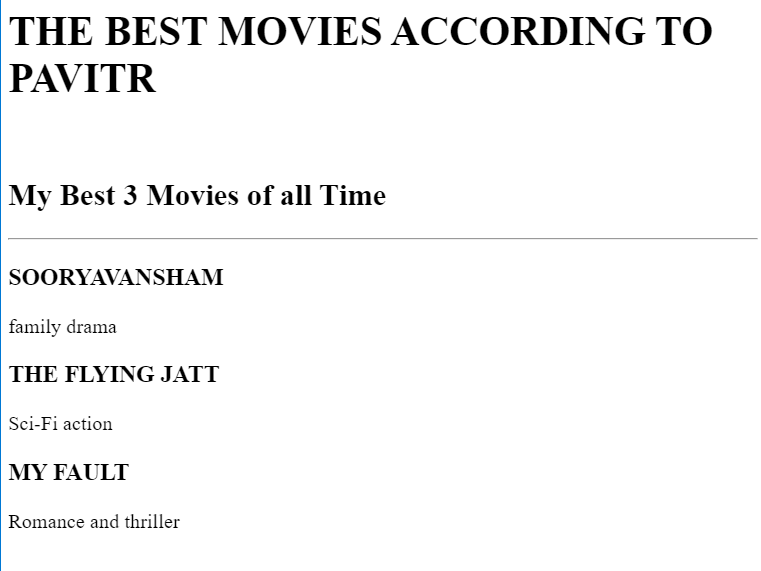 THE BEST MOVIES ACCORDING TO
PAVITR
My Best 3 Movies of all Time
SOORYAVANSHAM
family drama
THE FLYING JATT
Sci-Fi action
MY FAULT
Romance and thriller